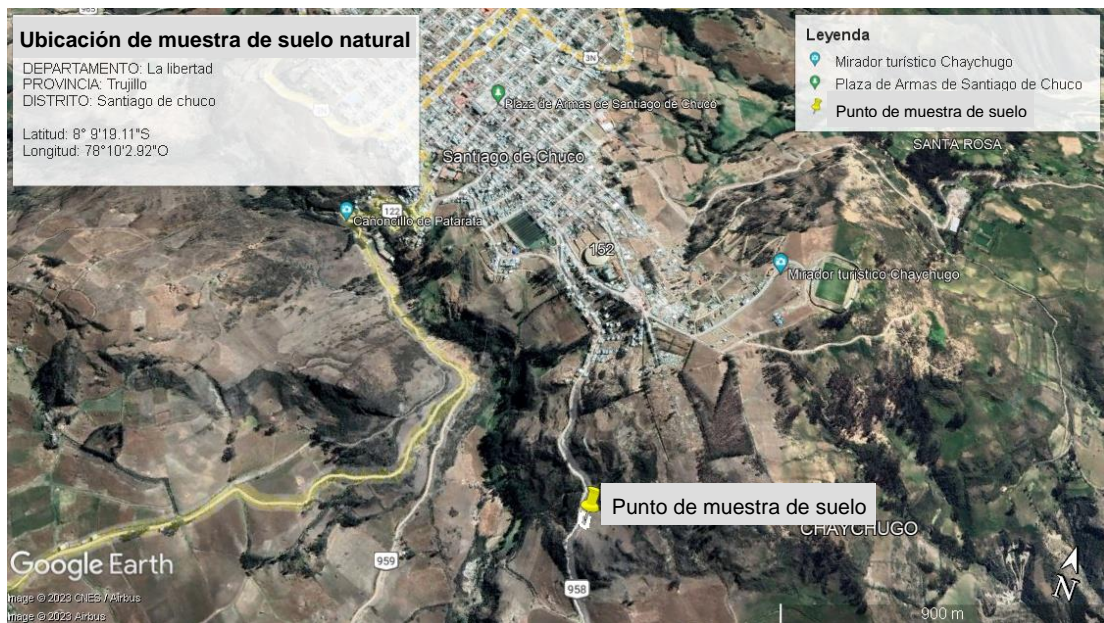 Ubicación de muestra de suelo natural
DEPARTAMENTO: La libertad
PROVINCIA: Trujillo
DISTRITO: Santiago de chuco
Latitud: 8° 9'19.11"S
Longitud: 78°10'2.92"O
Leyenda
Mirador turístico Chaychugo
Plaza de Armas de Santiago de Chuco
Punto de muestra de suelo
3N
Plaza de Armas de Santiago de Chuco
Santiago de Chuco
SANTA ROSA
122
Cañoncillo de Patarata
152
Mirador turístico Chaychugo
Punto de muestra de suelo
CHAYCHUGO
Google Earth
959
958
Image © 2023 CNES / Airbus
Image © 2023 Airbus
900 m
N